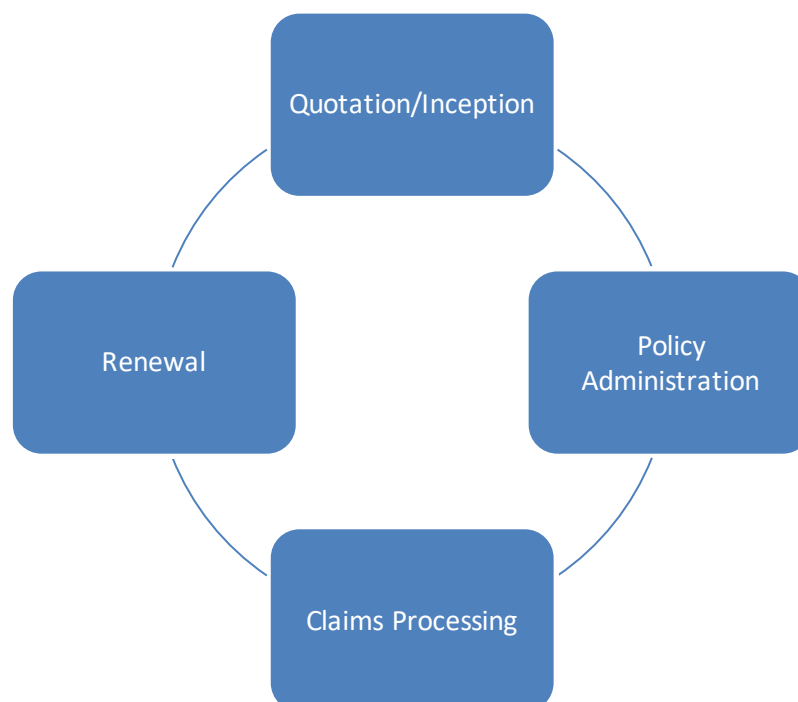 Quotation/Inception
Renewal
Policy
Administration
Claims Processing